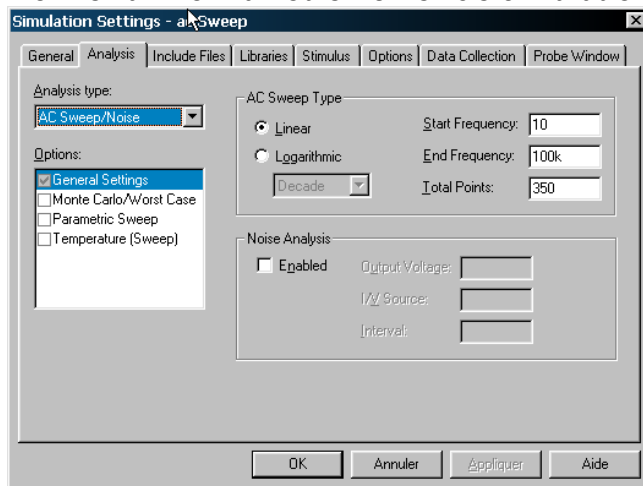 Simulation Settings - acSweep
General Analysis Include Files Libraries Stimulus Options Data Collection Probe Window
Analysis type:
AC Sweep/Noise
Options:
General Settings
Monte Carlo/Worst Case
Parametric Sweep
Temperature (Sweep)
AC Sweep Type
Linear
Logarithmic
Decade
Start Frequency: 10
End Frequency: 100k
Total Points: 350
Noise Analysis
Enabled
Output Voltage:
I/V Source:
Interval:
OK Annuler Appliquer Aide